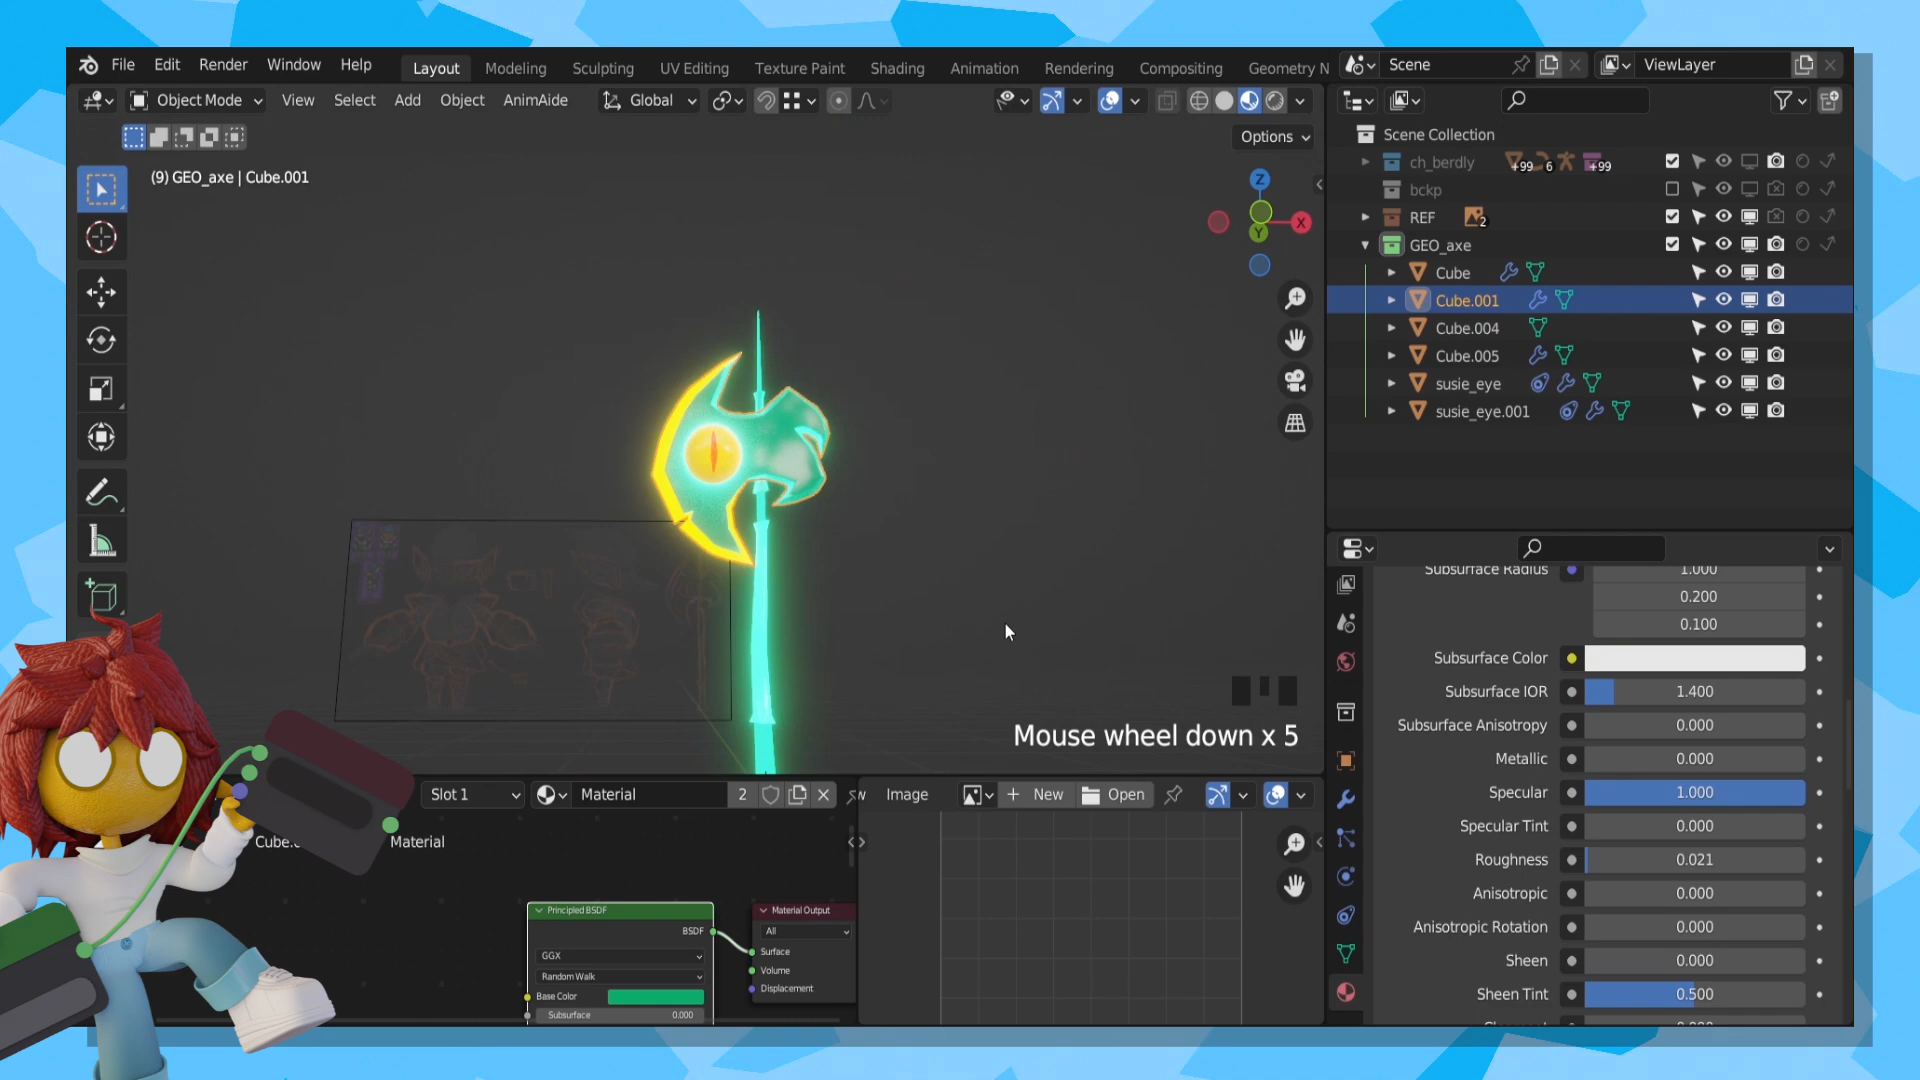 File Edit Render Window Help
Layout Modeling Sculpting UV Editing Texture Paint Shading Animation Rendering Compositing Geometry N
Scene
ViewLayer
Object Mode View Select Add Object AnimAide
Global
Options
(9) GEO_axe | Cube.001
Z
X
Y
Scene Collection
ch_berdly +99 6 +99
bckp
REF 2
GEO_axe
Cube
Cube.001
Cube.004
Cube.005
susie_eye
susie_eye.001
Mouse wheel down x 5
Subsurface Radius 1.000
0.200
0.100
Subsurface Color
Subsurface IOR 1.400
Subsurface Anisotropy 0.000
Metallic 0.000
Specular 1.000
Specular Tint 0.000
Roughness 0.021
Anisotropic 0.000
Anisotropic Rotation 0.000
Sheen 0.000
Sheen Tint 0.500
Slot 1
Material 2
Image
New
Open
Material
Principled BSDF
BSDF
GGX
Random Walk
Base Color
Subsurface 0.000
Material Output
All
Surface
Volume
Displacement